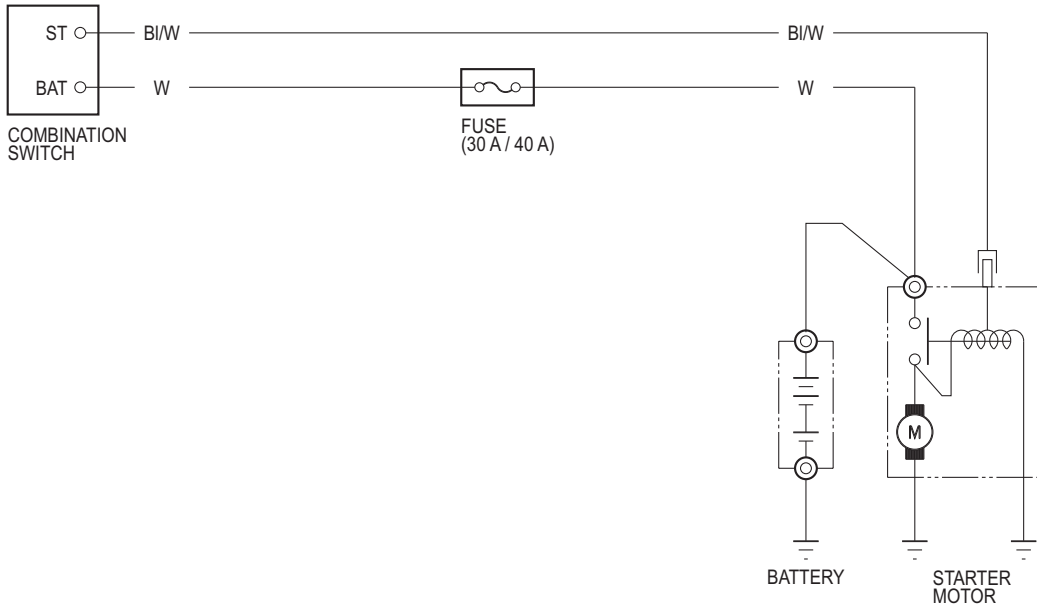 ST
Bl/W
Bl/W
BAT
W
W
COMBINATION
SWITCH
FUSE
(30 A / 40 A)
M
BATTERY
STARTER
MOTOR